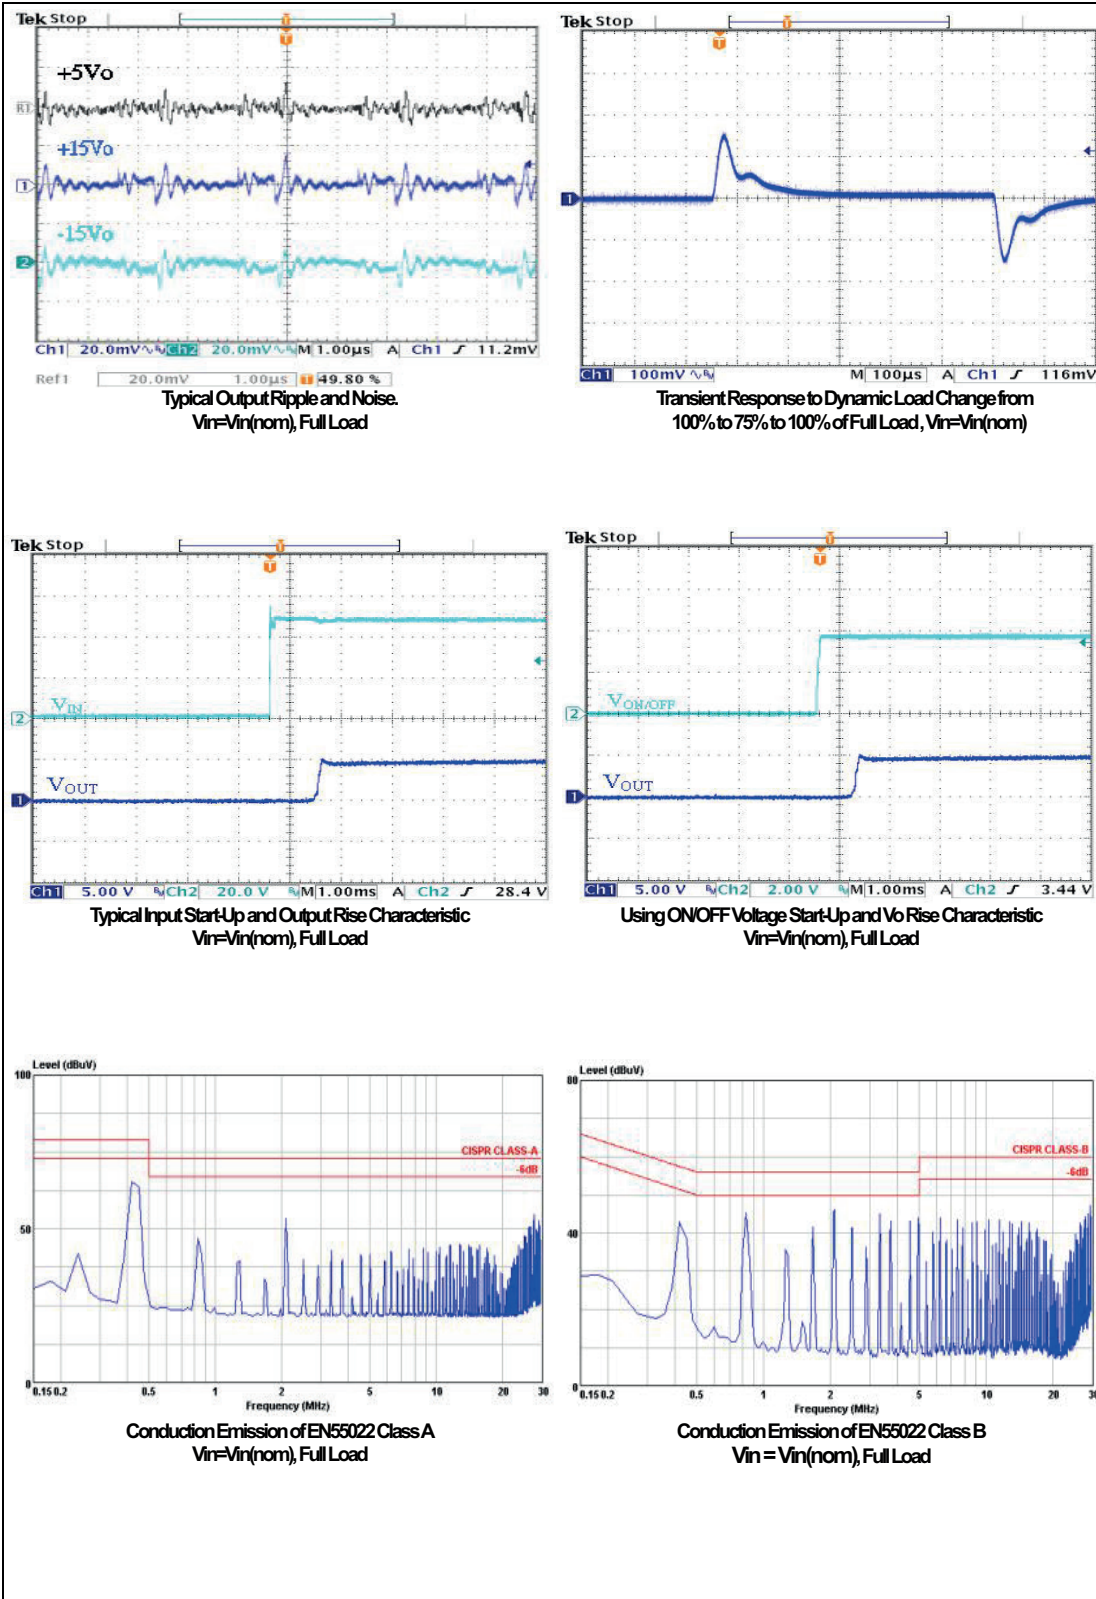 Tek Stop
T
T
+5Vo
R1
+15Vo
1
-15Vo
2
Ch1 20.0mV Ch2 20.0mV M 1.00µs A Ch1 11.2mV
Ref1 20.0mV 1.00µs T 49.80 %
Typical Output Ripple and Noise.
Vin=Vin(nom), Full Load
Tek Stop
T
T
1
Ch1 100mV M 100µs A Ch1 116mV
Transient Response to Dynamic Load Change from
100% to 75% to 100% of Full Load , Vin=Vin(nom)
Tek Stop
T
T
VIN
2
VOUT
1
Ch1 5.00 V Ch2 20.0 V M 1.00ms A Ch2 28.4 V
Typical Input Start-Up and Output Rise Characteristic
Vin=Vin(nom), Full Load
Tek Stop
T
T
VON/OFF
2
VOUT
1
Ch1 5.00 V Ch2 2.00 V M 1.00ms A Ch2 3.44 V
Using ON/OFF Voltage Start-Up and Vo Rise Characteristic
Vin=Vin(nom), Full Load
Level (dBuV)
100
CISPR CLASS-A
-6dB
50
0
0.15 0.2 0.5 1 2 5 10 20 30
Frequency (MHz)
Conduction Emission of EN55022 Class A
Vin=Vin(nom), Full Load
Level (dBuV)
80
CISPR CLASS-B
-6dB
40
0
0.15 0.2 0.5 1 2 5 10 20 30
Frequency (MHz)
Conduction Emission of EN55022 Class B
Vin = Vin(nom), Full Load